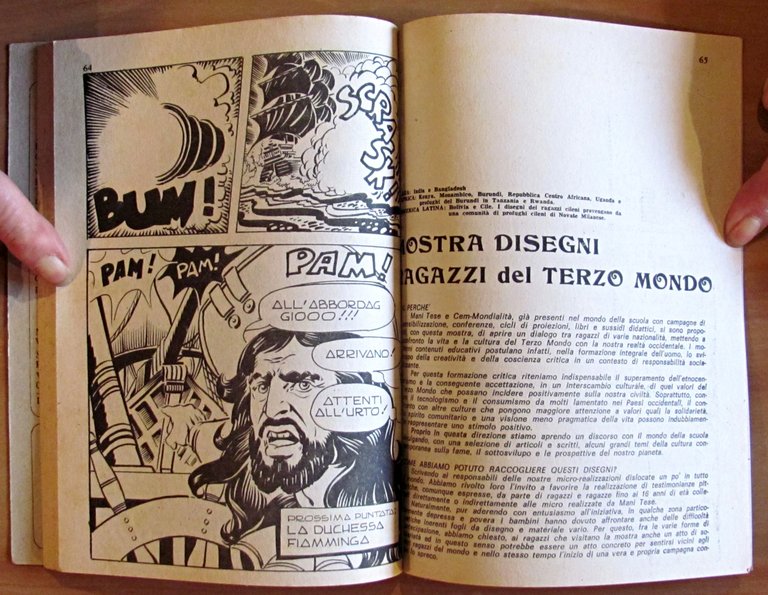 64
BUM!
SCRASH!
PAM!
PAM!
PAM!
ALL'ABBORDAG
GIOOO!!!
ARRIVANO!
ATTENTI
ALL'URTO!
PROSSIMA PUNTATA:
LA DUCHESSA
FIAMMINGA
65
India e Bangladesh
Kenya, Mozambico, Burundi, Repubblica Centro Africana, Uganda e
profughi del Burundi in Tanzania e Rwanda.
LATINA: Bolivia e Cile. I disegni dei ragazzi cileni provengono da
una comunità di profughi cileni di Novate Milanese.
MOSTRA DISEGNI
RAGAZZI del TERZO MONDO
PERCHE'
Mani Tese e Cem-Mondialità, già presenti nel mondo della scuola con campagne di
sensibilizzazione, conferenze, cicli di proiezioni, libri e sussidi didattici, si sono propo-
con questa mostra, di aprire un dialogo tra ragazzi di varie nazionalità, mettendo a
confronto la vita e la cultura del Terzo Mondo con la nostra realtà occidentale. I mo-
contenuti educativi postulano infatti, nella formazione integrale dell'uomo, lo svi-
della creatività e della coscienza critica in un contesto di responsabilità socia-
Per questa formazione critica riteniamo indispensabile il superamento dell'etnocen-
e la conseguente accettazione, in un Interscambio culturale, di quei valori del
Terzo Mondo che possano incidere positivamente sulla nostra civiltà. Soprattutto, con-
il tecnologismo e il consumismo da molti lamentato nei Paesi occidentali, il con-
con altre culture che pongono maggiore attenzione a valori quali la solidarietà,
spirito comunitario e una visione meno pragmatica della vita possono indubbiamen-
rappresentare uno stimolo positivo.
Proprio in questa direzione stiamo aprendo un discorso con il mondo della scuola
con una selezione di articoli e scritti, alcuni grandi temi della cultura con-
temporanea sulla fame, il sottosviluppo e le prospettive del nostro pianeta.
COME ABBIAMO POTUTO RACCOGLIERE QUESTI DISEGNI?
Scrivendo ai responsabili delle nostre micro-realizzazioni dislocate un po' in tutto
mondo. Abbiamo rivolto loro l'invito a favorire la realizzazione di testimonianze pit-
comunque espresse, da parte di ragazzi e ragazze fino ai 16 anni di età colle-
direttamente o indirettamente alle micro realizzate da Mani Tese.
Naturalmente, pur aderendo con entusiasmo all'iniziativa, in qualche zona partico-
depressa e povera i bambini hanno dovuto affrontare anche delle difficoltà
inerenti fogli da disegno e materiale vario. Per questo, fra le varie forme di
abbiamo chiesto, ai ragazzi che visitano la mostra anche un atto di so-
ed in questo senso potrebbe essere un atto concreto per sentirsi vicini agli
ragazzi del mondo e nello stesso tempo l'inizio di una vera e propria campagna con-
lo spreco.